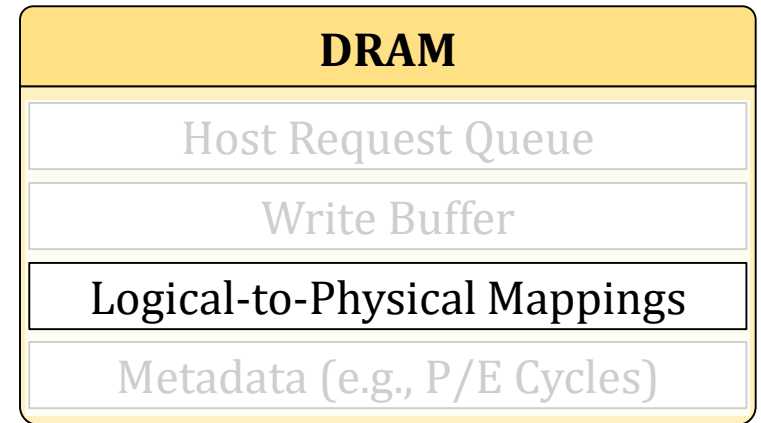 DRAM
Host Request Queue
Write Buffer
Logical-to-Physical Mappings
Metadata (e.g., P/E Cycles)